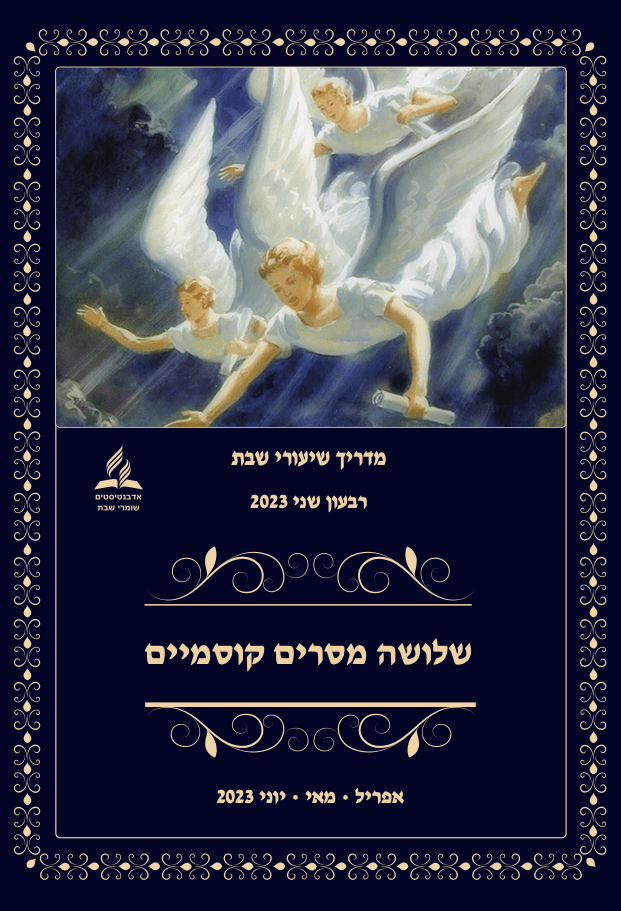 מדריך שיעורי שבת
רבעון שני 2023
אדבנטיסטים
שומרי שבת
שלושה מסרים קוסמיים
אפריל • מאי • יוני 2023